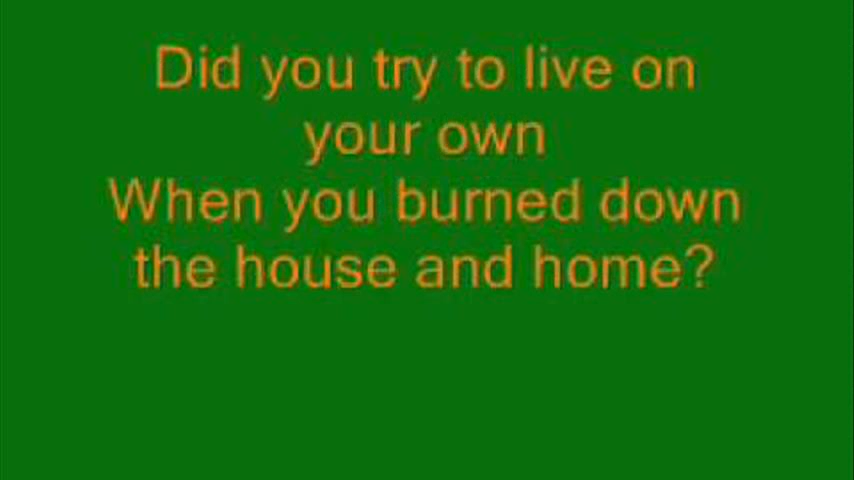 Did you try to live on
your own
When you burned down
the house and home?